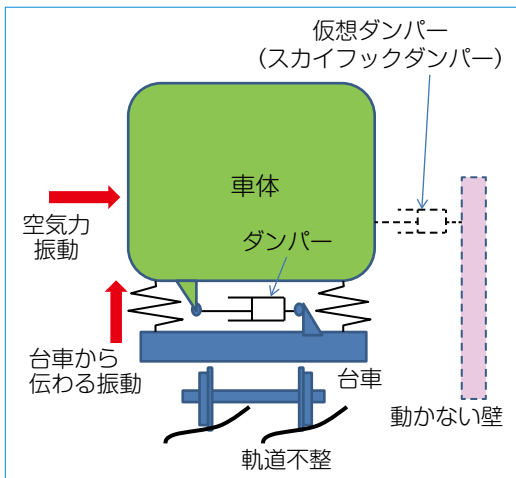 仮想ダンパー
（スカイフックダンパー）
車体
空気力
振動
ダンパー
台車から
伝わる振動
台車
動かない壁
軌道不整